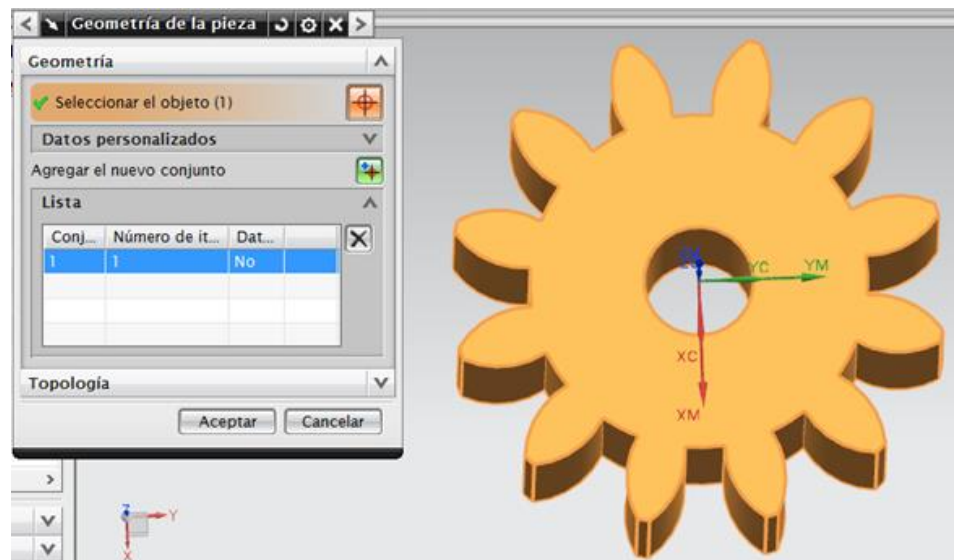 Geometría de la pieza
Geometría
Seleccionar el objeto (1)
Datos personalizados
Agregar el nuevo conjunto
Lista
Conj... Número de it... Dat...
1 1 No
Topología
Aceptar Cancelar
YC YM
XC
XM
Z
Y
X